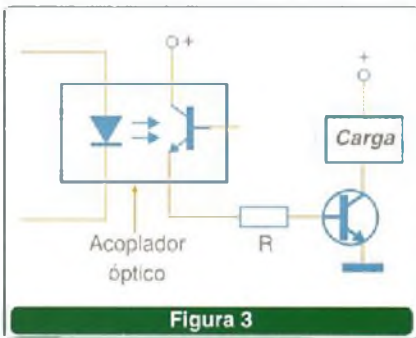 +
+
Carga
Acoplador
óptico
R
Figura 3